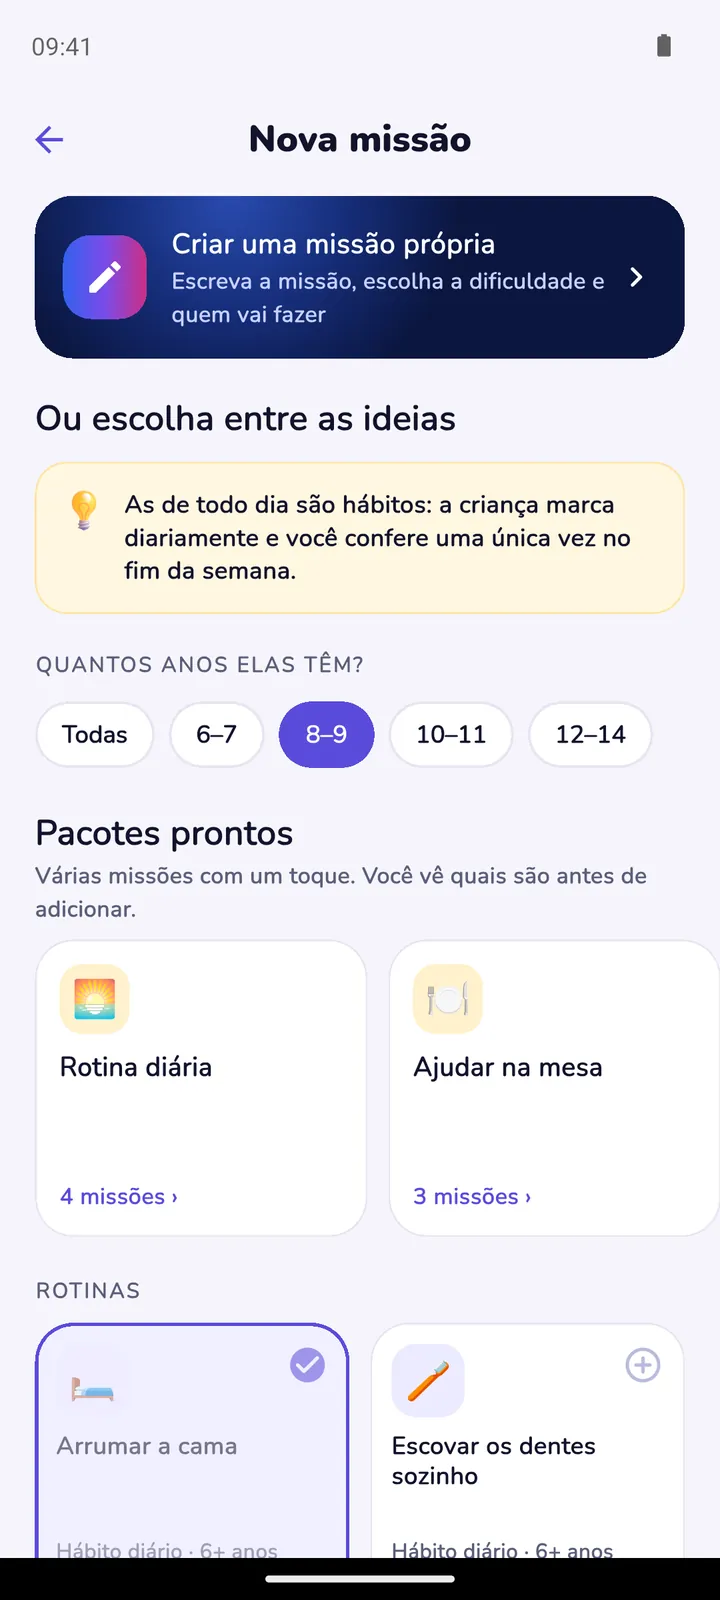 09:41
Nova missão
Criar uma missão própria
Escreva a missão, escolha a dificuldade e
quem vai fazer
Ou escolha entre as ideias
As de todo dia são hábitos: a criança marca
diariamente e você confere uma única vez no
fim da semana.
QUANTOS ANOS ELAS TÊM?
Todas
6–7
8–9
10–11
12–14
Pacotes prontos
Várias missões com um toque. Você vê quais são antes de
adicionar.
Rotina diária
4 missões ›
Ajudar na mesa
3 missões ›
ROTINAS
Arrumar a cama
Hábito diário · 6+ anos
Escovar os dentes
sozinho
Hábito diário · 6+ anos